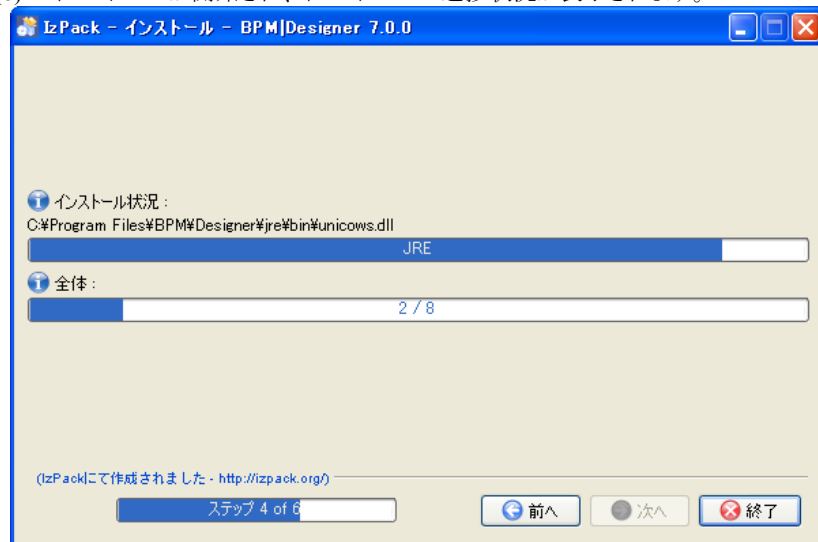 IzPack - インストール - BPM|Designer 7.0.0
インストール状況 :
C:¥Program Files¥BPM¥Designer¥jre¥bin¥unicows.dll
JRE
全体 :
2 / 8
(IzPackにて作成されました - http://izpack.org/)
ステップ 4 of 6
前へ
次へ
終了